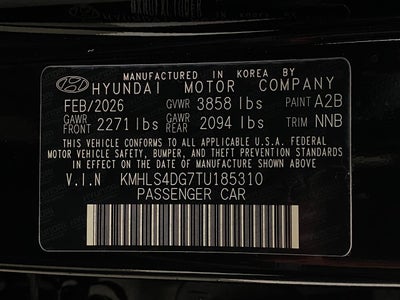 MANUFACTURED IN KOREA BY
HYUNDAI MOTOR COMPANY
FEB/2026 GVWR 3858 lbs PAINT A2B
GAWR FRONT 2271 lbs GAWR REAR 2094 lbs TRIM NNB
THIS VEHICLE CONFORMS TO ALL APPLICABLE U.S.A. FEDERAL
MOTOR VEHICLE SAFETY, BUMPER, AND THEFT PREVENTION STANDARDS
IN EFFECT ON THE DATE OF MANUFACTURE SHOWN ABOVE.
V.I.N KMHLS4DG7TU185310
PASSENGER CAR